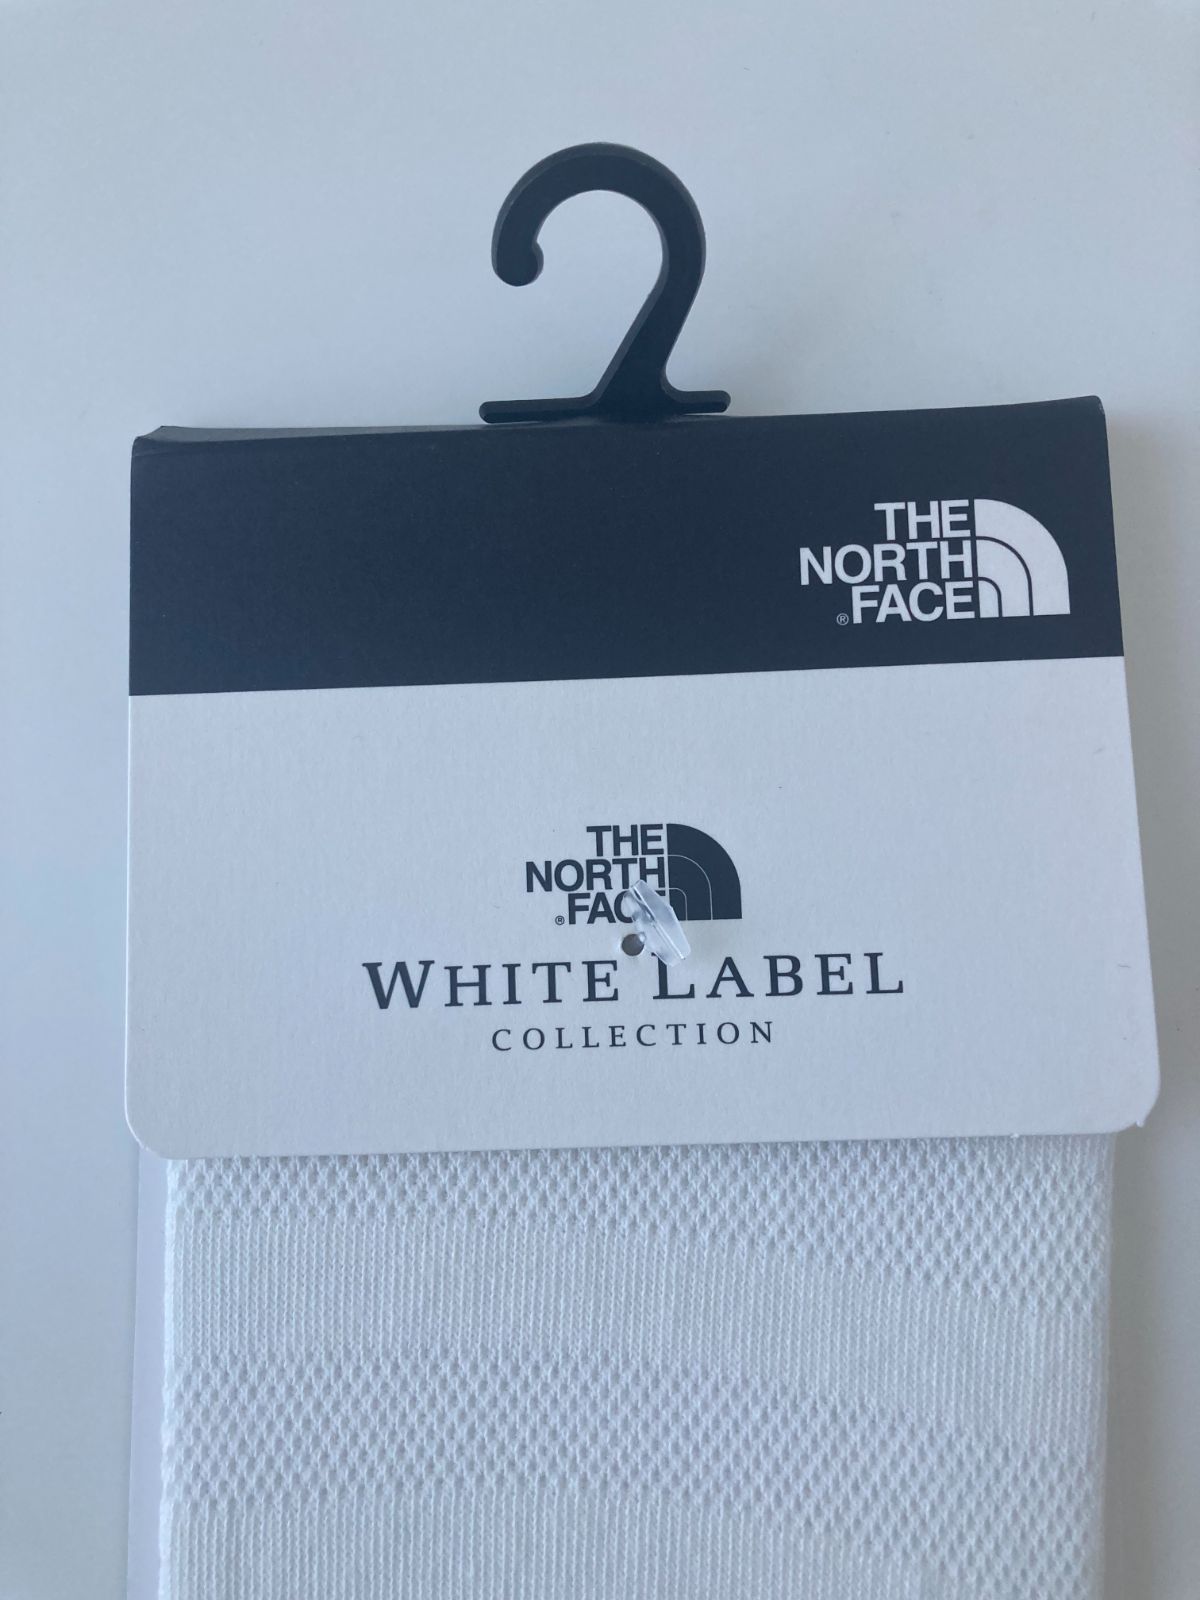 THE
NORTH
FACE
®
THE
NORTH
FACE
®
WHITE LABEL
COLLECTION